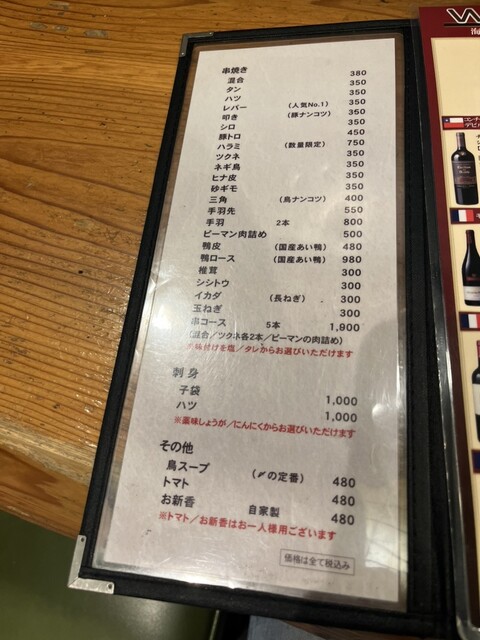 串焼き
混合 380
タン 350
ハツ 350
レバー (人気No.1) 350
叩き (豚ナンコツ) 350
シロ 350
豚トロ 450
ハラミ (数量限定) 750
ツクネ 350
ネギ鳥 350
ヒナ皮 350
砂ギモ 350
三角 (鳥ナンコツ) 400
手羽先 550
手羽 2本 800
ピーマン肉詰め 500
鴨皮 (国産あい鴨) 480
鴨ロース (国産あい鴨) 980
椎茸 300
シシトウ 300
イカダ (長ねぎ) 300
玉ねぎ 300
串コース 5本 1,900
(混合/ツクネ各2本/ピーマンの肉詰め)
※味付けを塩/タレからお選びいただけます
刺身
子袋 1,000
ハツ 1,000
※薬味しょうが/にんにくからお選びいただけます
その他
鳥スープ (〆の定番) 480
トマト 480
お新香 自家製 480
※トマト/お新香はお一人様用ございます
価格は全て税込み